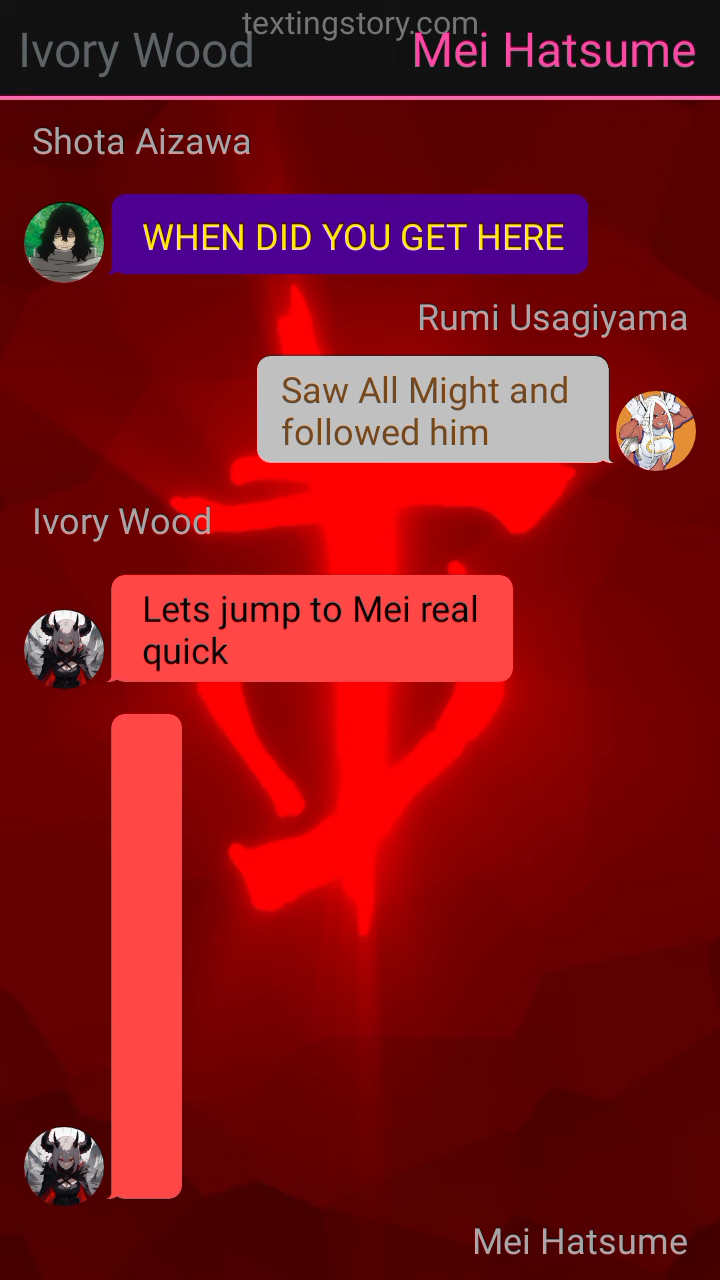 textingstory.com
Ivory Wood
Mei Hatsume
Shota Aizawa
WHEN DID YOU GET HERE
Rumi Usagiyama
Saw All Might and
followed him
Ivory Wood
Lets jump to Mei real
quick
Mei Hatsume